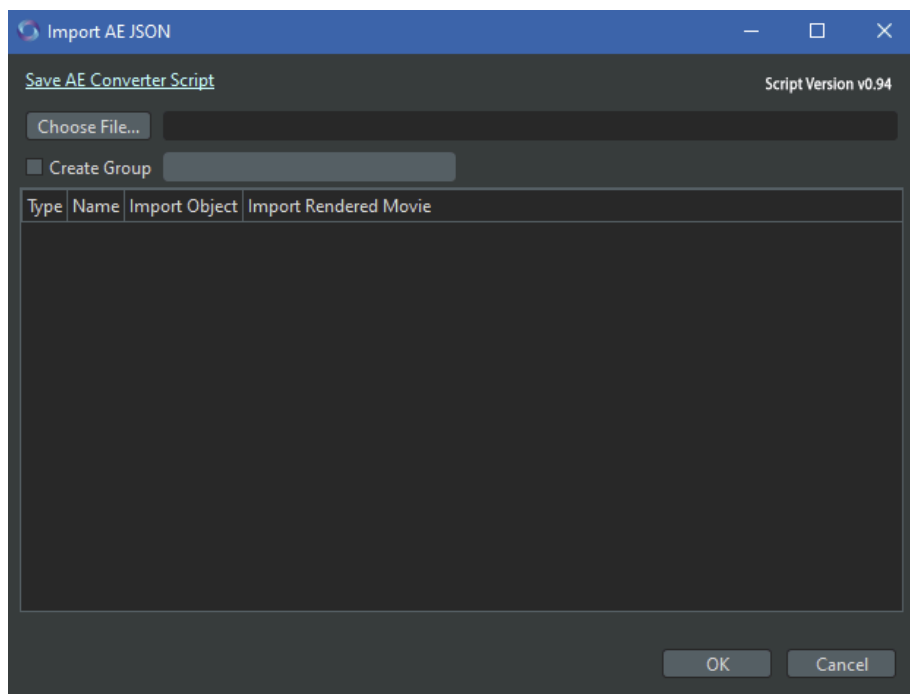 Import AE JSON
Save AE Converter Script
Script Version v0.94
Choose File...
Create Group
Type Name Import Object Import Rendered Movie
OK Cancel